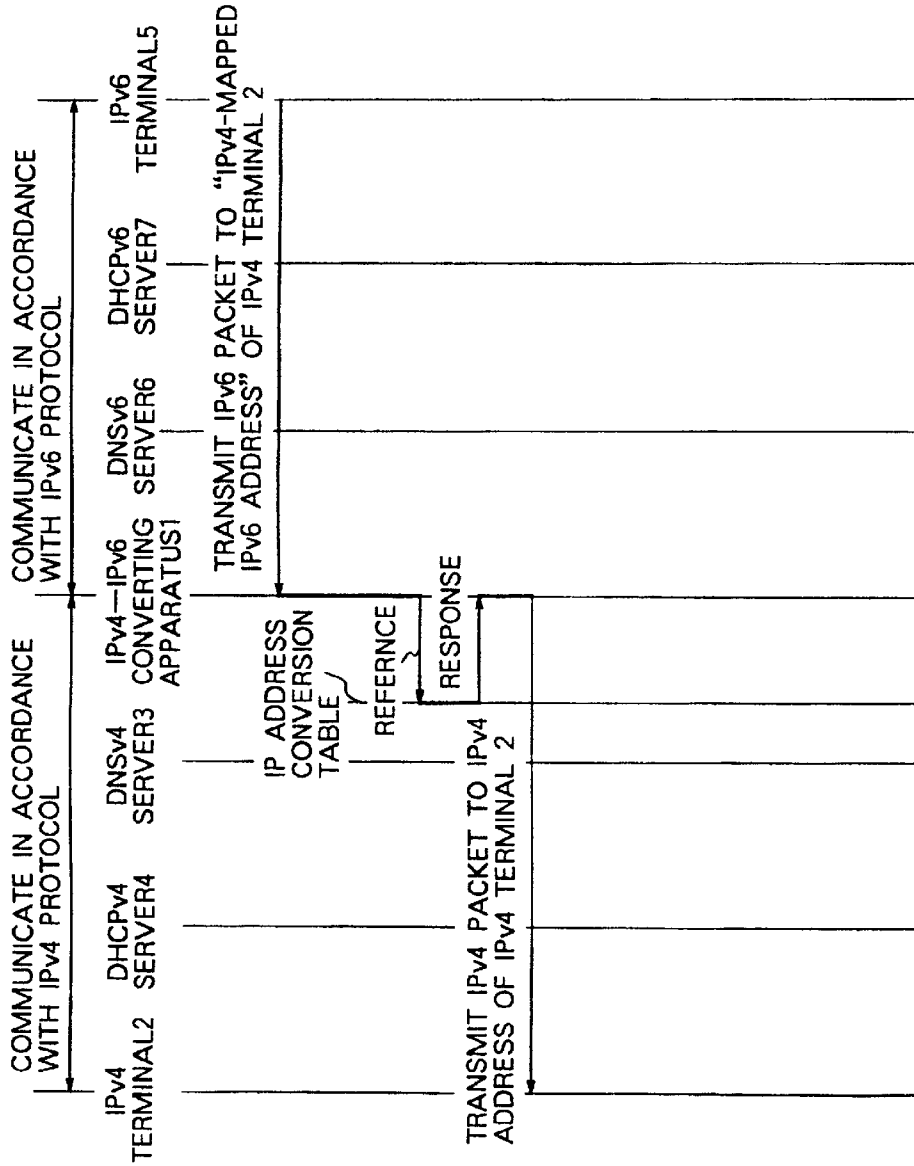 COMMUNICATE IN ACCORDANCE
WITH IPv4 PROTOCOL
COMMUNICATE IN ACCORDANCE
WITH IPv6 PROTOCOL
IPv4
TERMINAL2
DHCPv4
SERVER4
DNSv4
SERVER3
IPv4—IPv6
CONVERTING
APPARATUS1
DNSv6
SERVER6
DHCPv6
SERVER7
IPv6
TERMINAL5
TRANSMIT IPv6 PACKET TO “IPv4-MAPPED
IPv6 ADDRESS” OF IPv4 TERMINAL 2
IP ADDRESS
CONVERSION
TABLE
REFERNCE
RESPONSE
TRANSMIT IPv4 PACKET TO IPv4
ADDRESS OF IPv4 TERMINAL 2